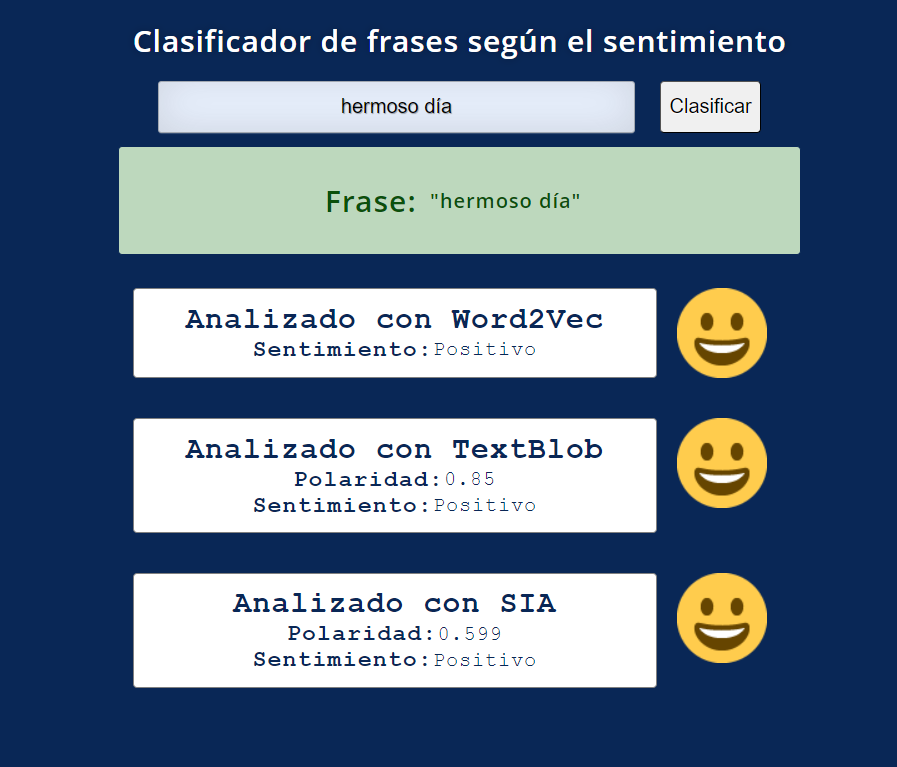 Clasificador de frases según el sentimiento
hermoso día Clasificar
Frase: "hermoso día"
Analizado con Word2Vec
Sentimiento:Positivo
Analizado con TextBlob
Polaridad:0.85
Sentimiento:Positivo
Analizado con SIA
Polaridad:0.599
Sentimiento:Positivo